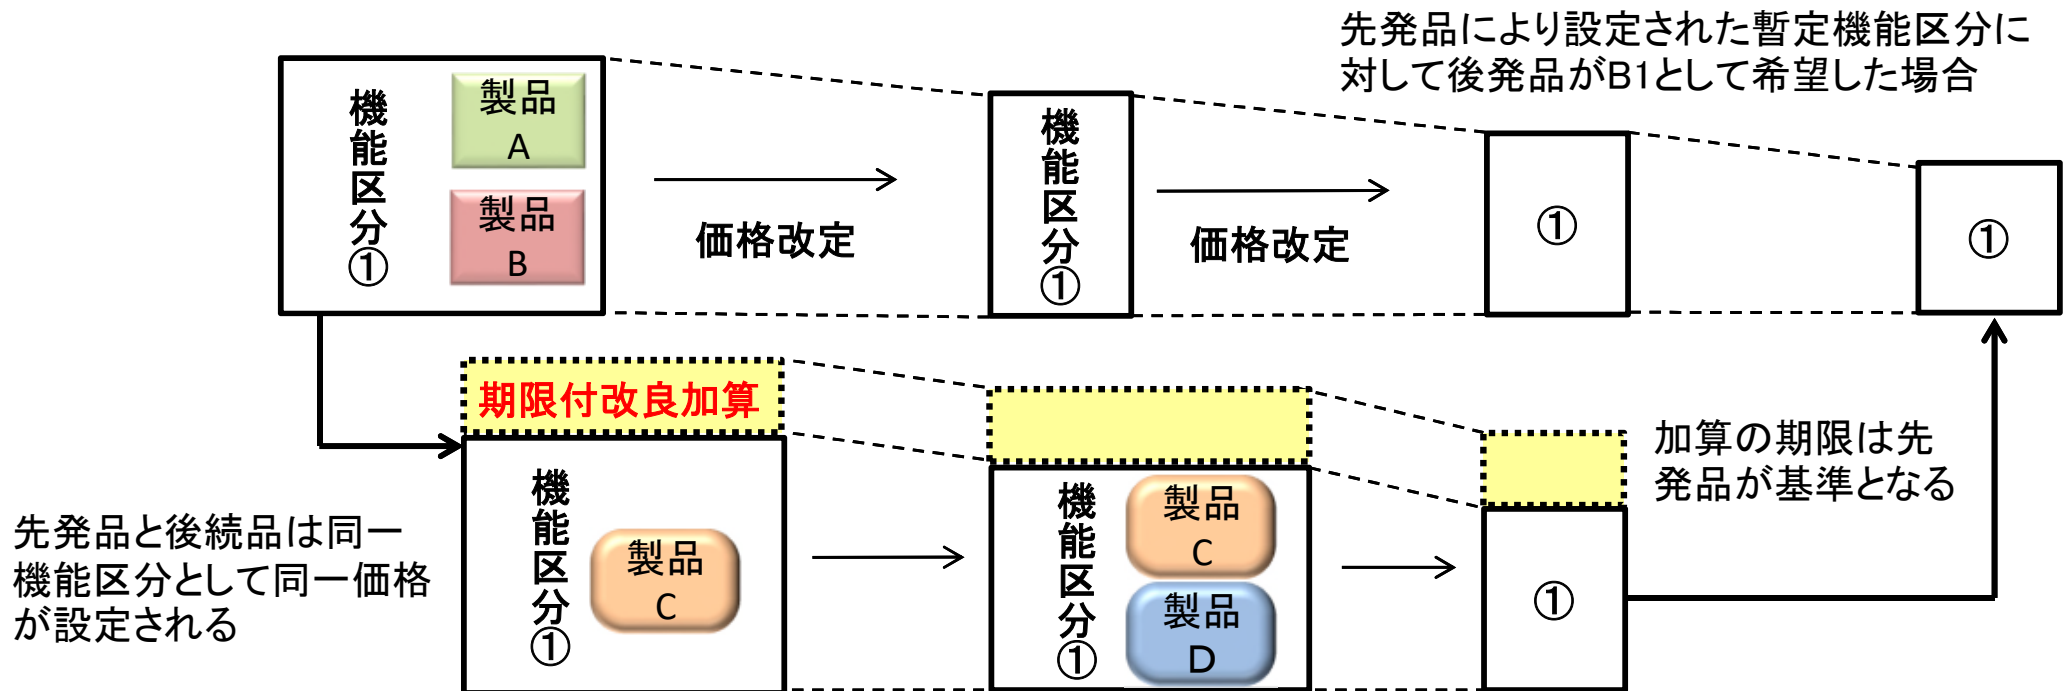 先発品により設定された暫定機能区分に
対して後発品がB1として希望した場合
機能区分①
製品
A
製品
B
価格改定
機能区分①
価格改定
①
①
期限付改良加算
機能区分①
製品
C
機能区分①
製品
C
製品
D
①
加算の期限は先
発品が基準となる
先発品と後続品は同一
機能区分として同一価格
が設定される